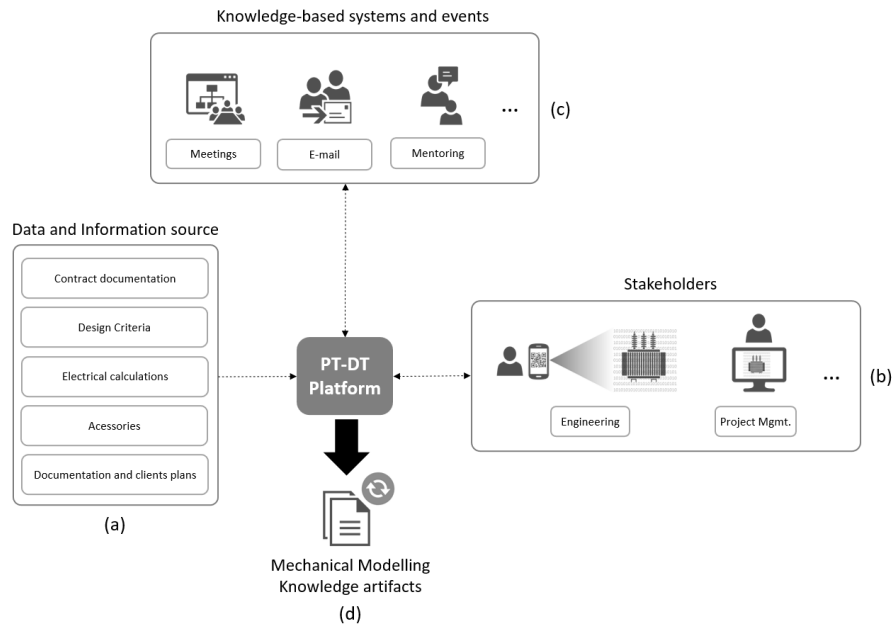 Knowledge-based systems and events
Meetings
E-mail
Mentoring
...
(c)
Data and Information source
Contract documentation
Design Criteria
Electrical calculations
Acessories
Documentation and clients plans
(a)
PT-DT
Platform
Stakeholders
Engineering
Project Mgmt.
...
(b)
Mechanical Modelling
Knowledge artifacts
(d)